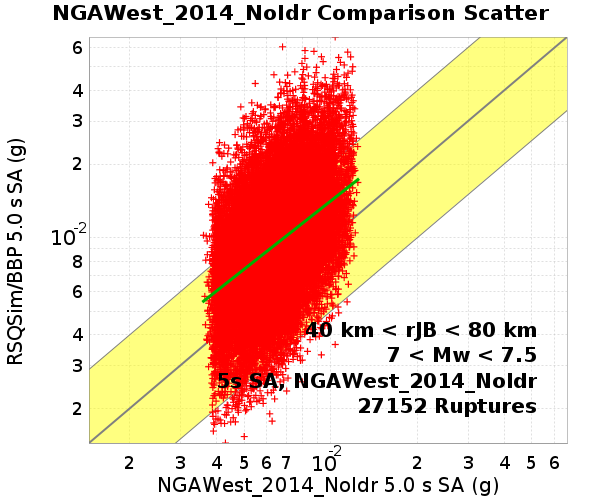 NGAWest_2014_NoIdr Comparison Scatter
RSQSim/BBP 5.0 s SA (g)
6
4
3
2
10-2
8
6
4
3
2
40 km < rJB < 80 km
7 < Mw < 7.5
5s SA, NGAWest_2014_NoIdr
27152 Ruptures
2 3 4 5 6 7 10-2 2 3 4 5 6
NGAWest_2014_NoIdr 5.0 s SA (g)